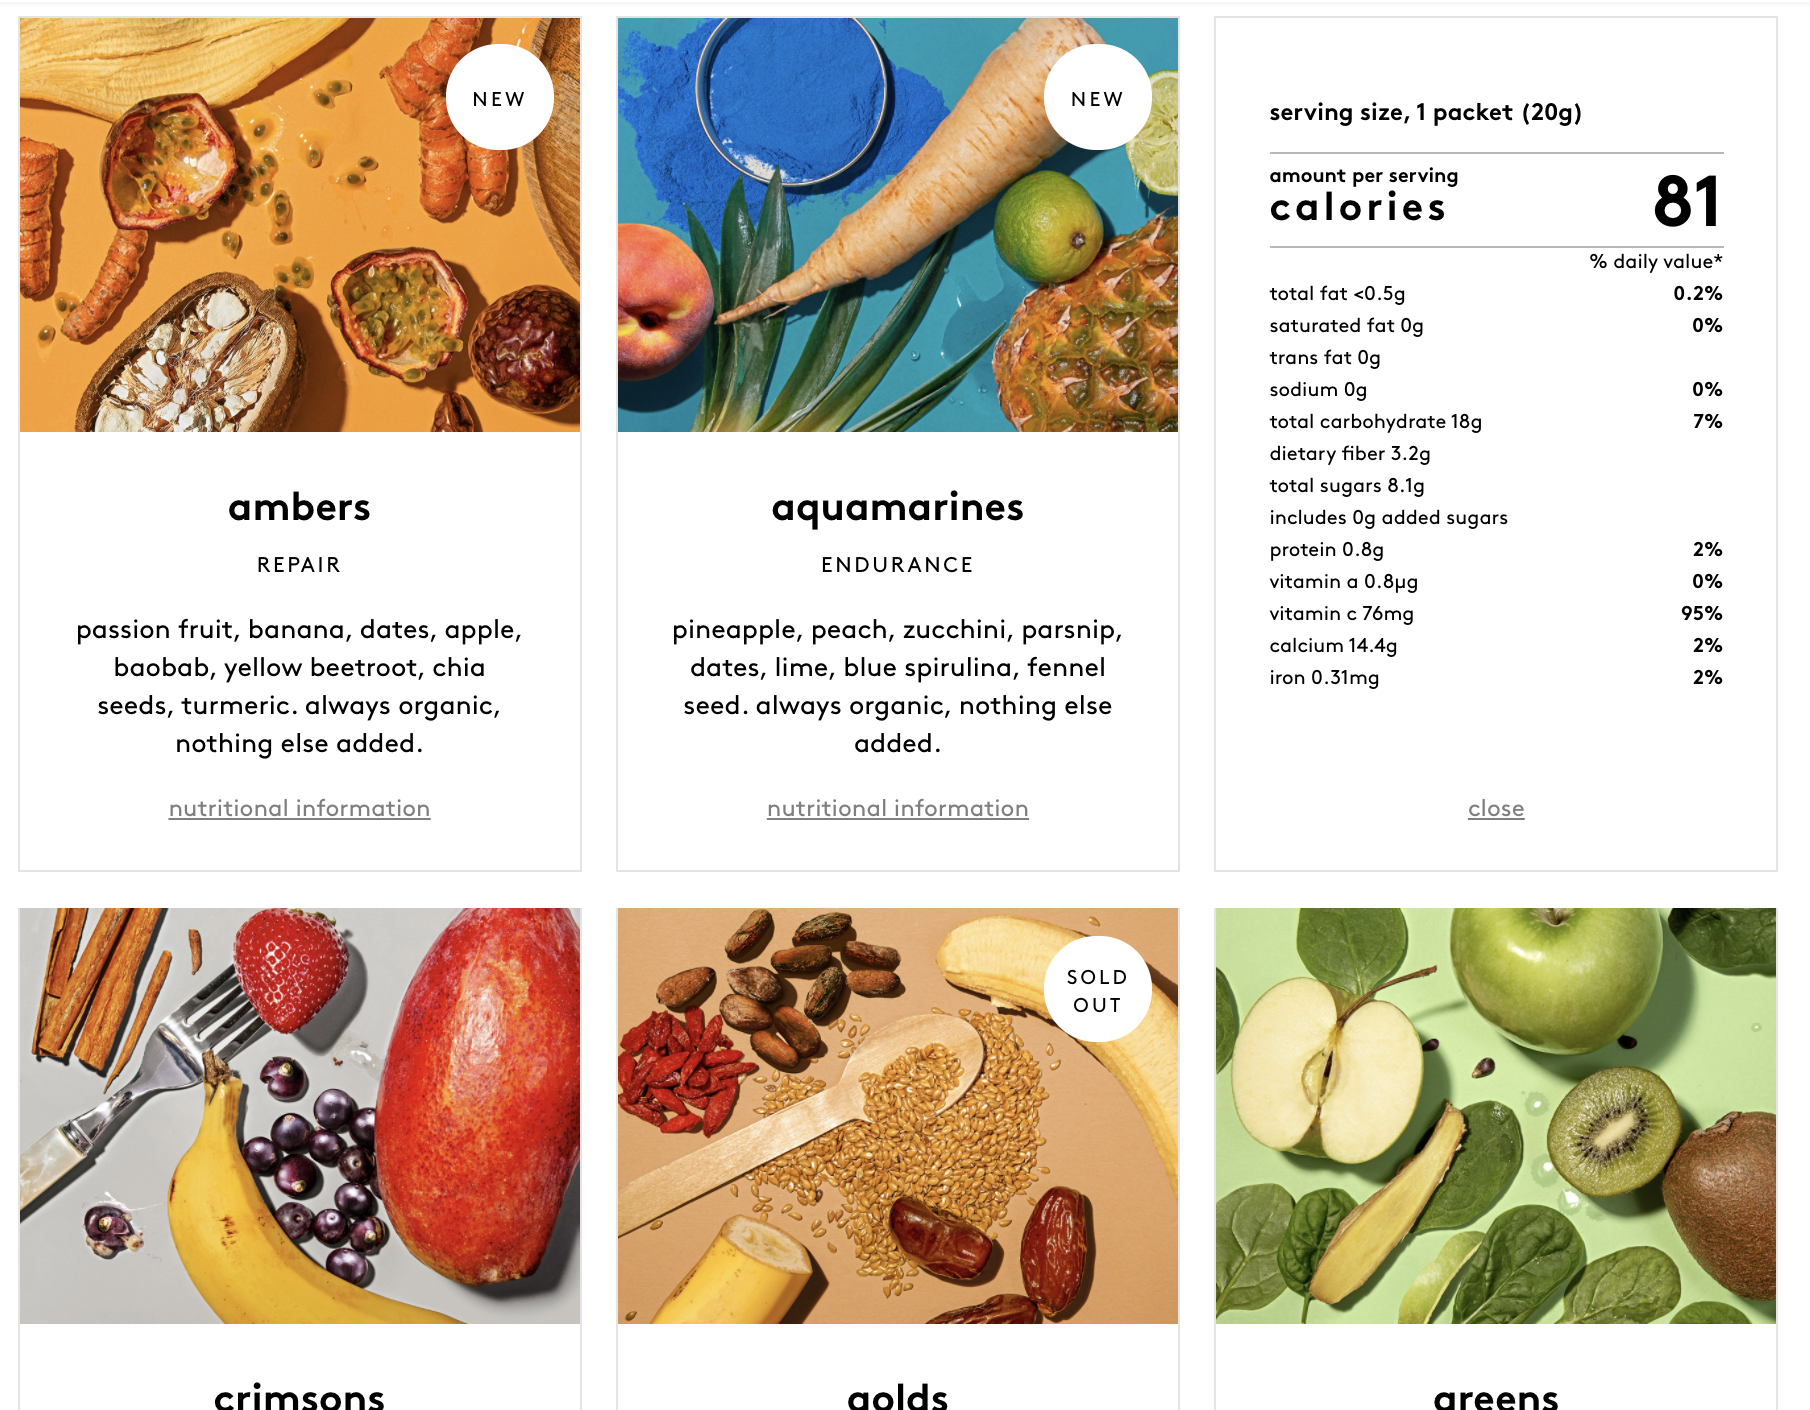 NEW
ambers
REPAIR
passion fruit, banana, dates, apple,
baobab, yellow beetroot, chia
seeds, turmeric. always organic,
nothing else added.
nutritional information
NEW
aquamarines
ENDURANCE
pineapple, peach, zucchini, parsnip,
dates, lime, blue spirulina, fennel
seed. always organic, nothing else
added.
nutritional information
serving size, 1 packet (20g)
amount per serving
calories 81
% daily value*
total fat <0.5g 0.2%
saturated fat 0g 0%
trans fat 0g
sodium 0g 0%
total carbohydrate 18g 7%
dietary fiber 3.2g
total sugars 8.1g
includes 0g added sugars
protein 0.8g 2%
vitamin a 0.8µg 0%
vitamin c 76mg 95%
calcium 14.4g 2%
iron 0.31mg 2%
close
crimsons
SOLD
OUT
golds
greens